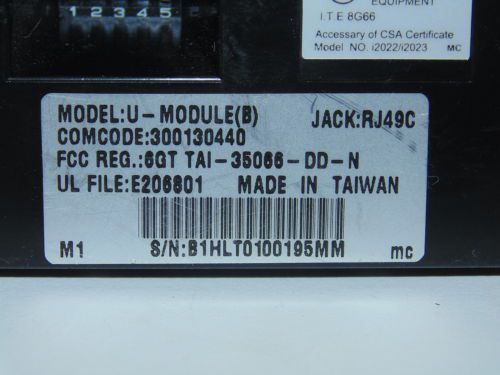 1 2 3 4 5
EQUIPMENT
I.T.E 8G66
Accessary of CSA Certificate
Model NO. i2022/i2023 MC
MODEL:U-MODULE(B) JACK:RJ49C
COMCODE:300130440
FCC REG.:6GT TAI-35066-DD-N
UL FILE:E206801 MADE IN TAIWAN
M1 S/N:B1HLT0100195MM mc